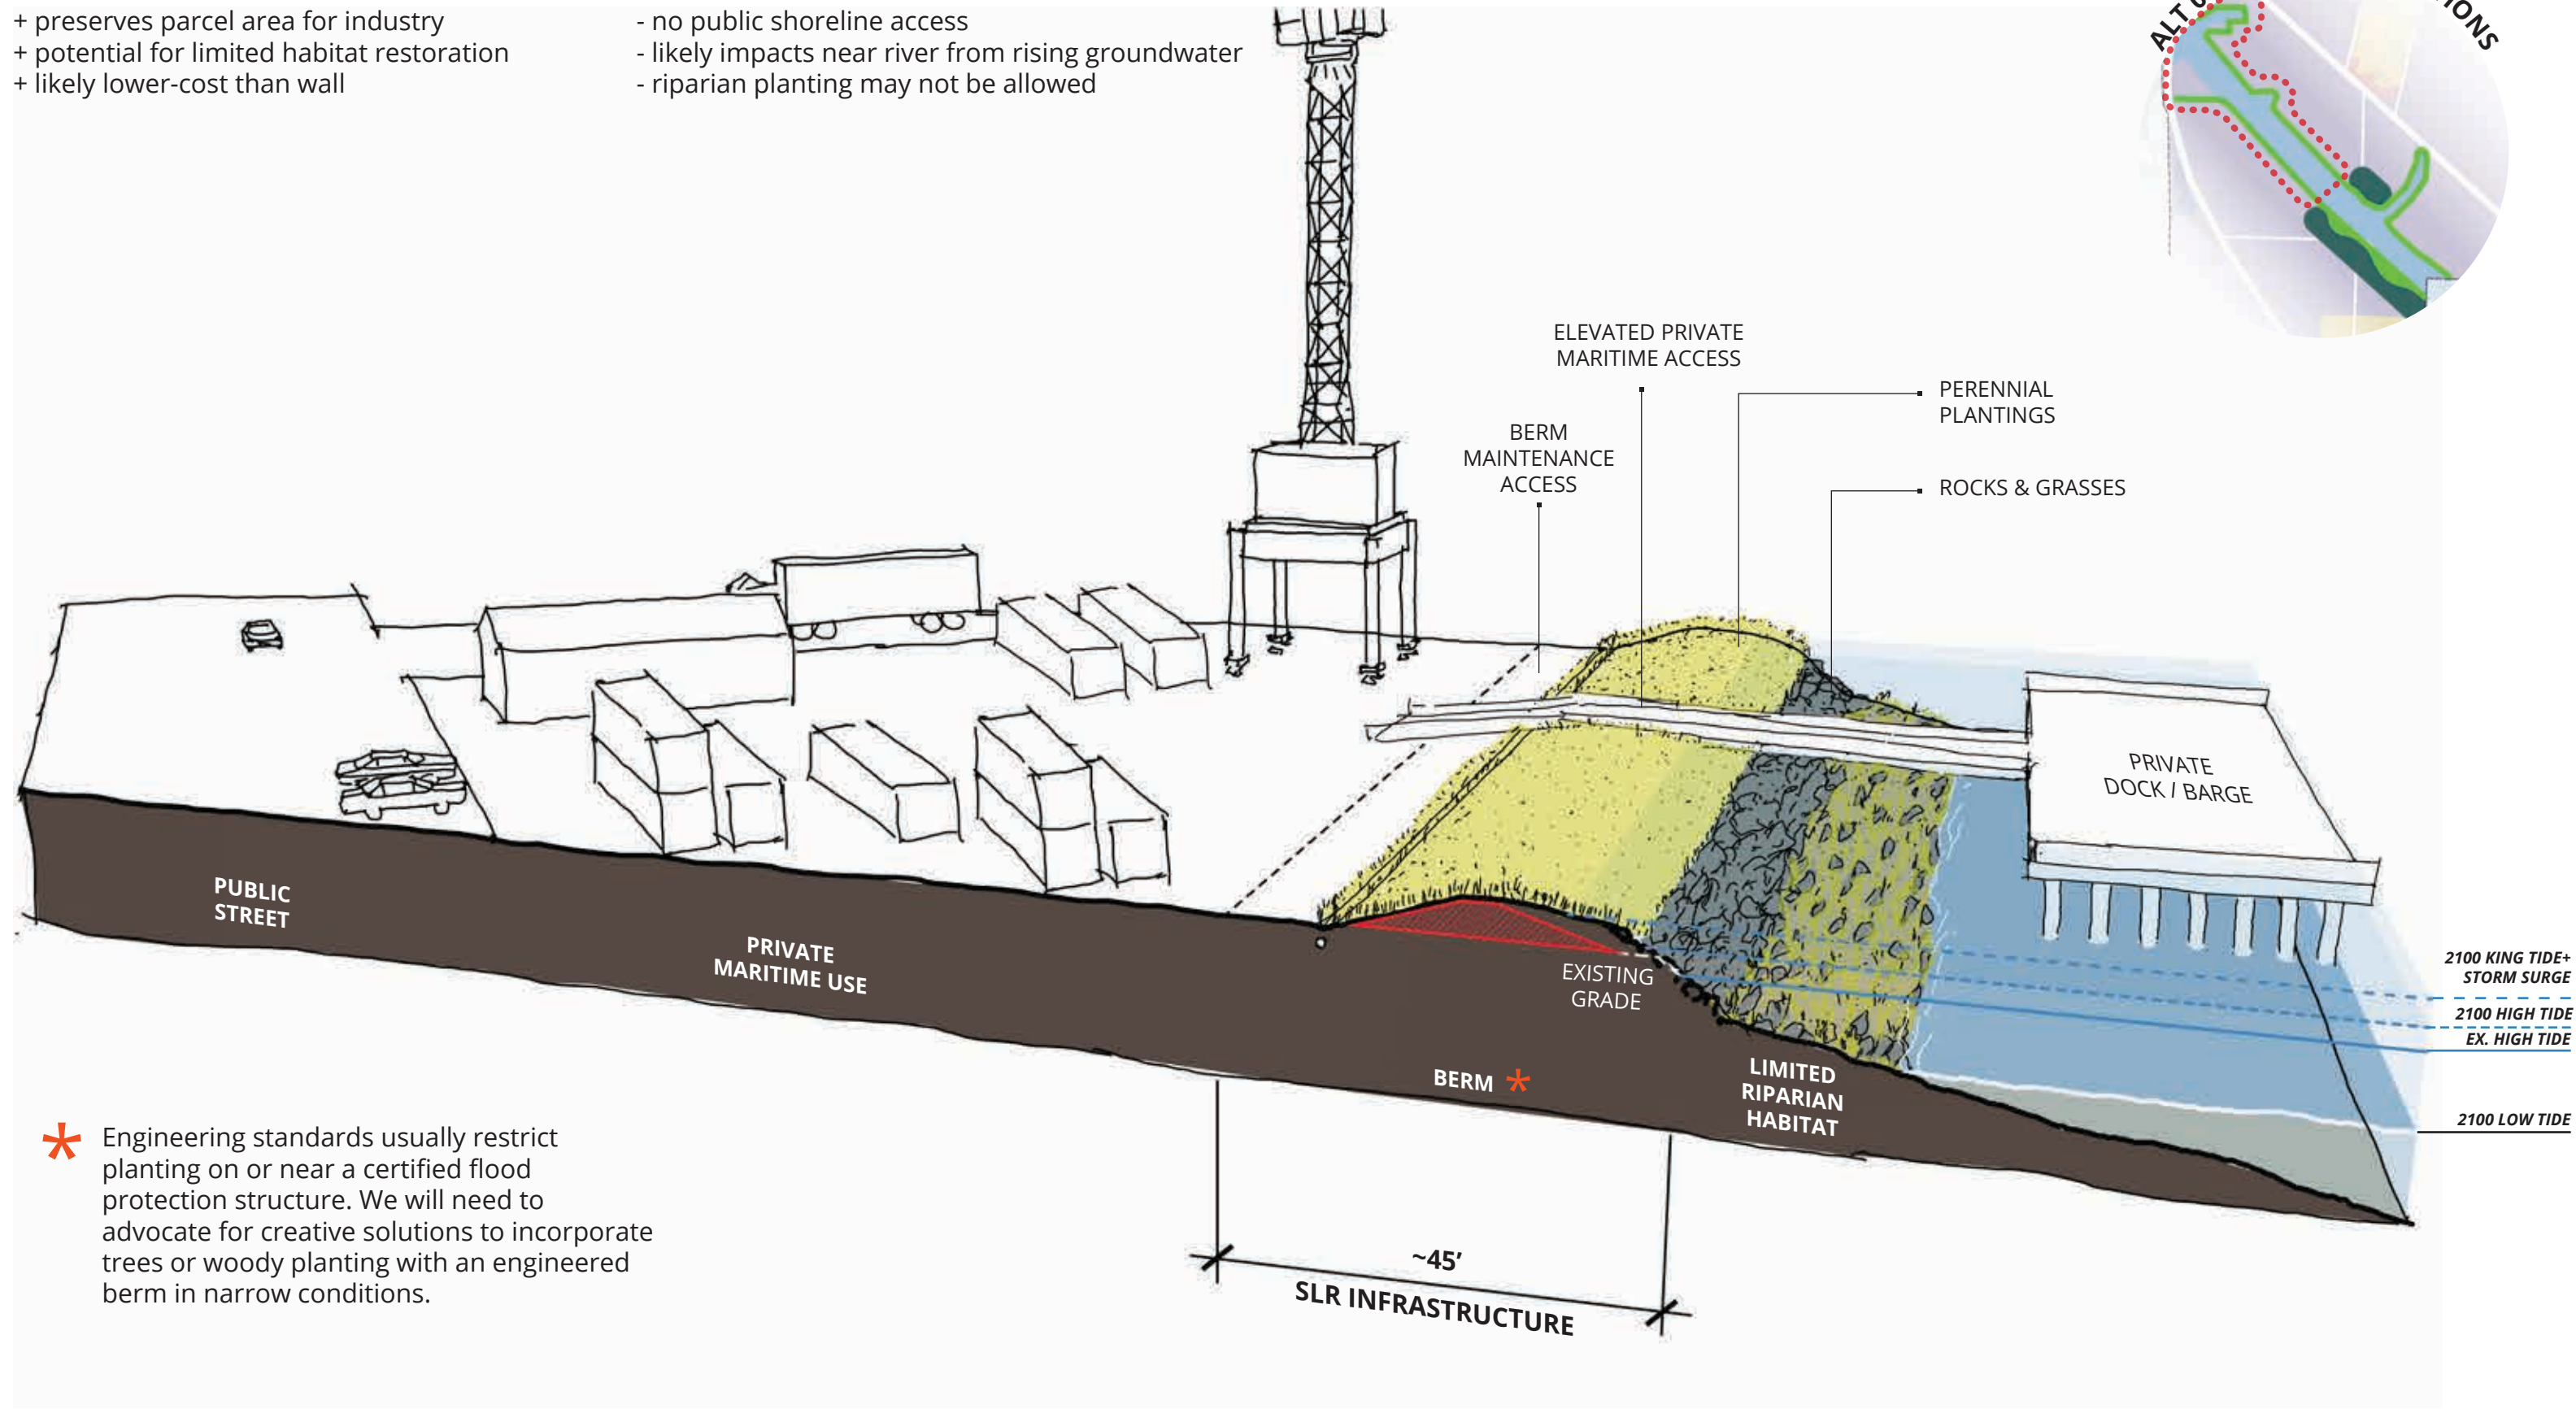 + preserves parcel area for industry
+ potential for limited habitat restoration
+ likely lower-cost than wall
- no public shoreline access
- likely impacts near river from rising groundwater
- riparian planting may not be allowed
ALT
ELEVATED PRIVATE
MARITIME ACCESS
PERENNIAL
PLANTINGS
BERM
MAINTENANCE
ACCESS
ROCKS & GRASSES
PRIVATE
DOCK / BARGE
PUBLIC
STREET
PRIVATE
MARITIME USE
EXISTING
GRADE
BERM *
LIMITED
RIPARIAN
HABITAT
2100 KING TIDE+
STORM SURGE
2100 HIGH TIDE
EX. HIGH TIDE
2100 LOW TIDE
* Engineering standards usually restrict
planting on or near a certified flood
protection structure. We will need to
advocate for creative solutions to incorporate
trees or woody planting with an engineered
berm in narrow conditions.
~45’
SLR INFRASTRUCTURE